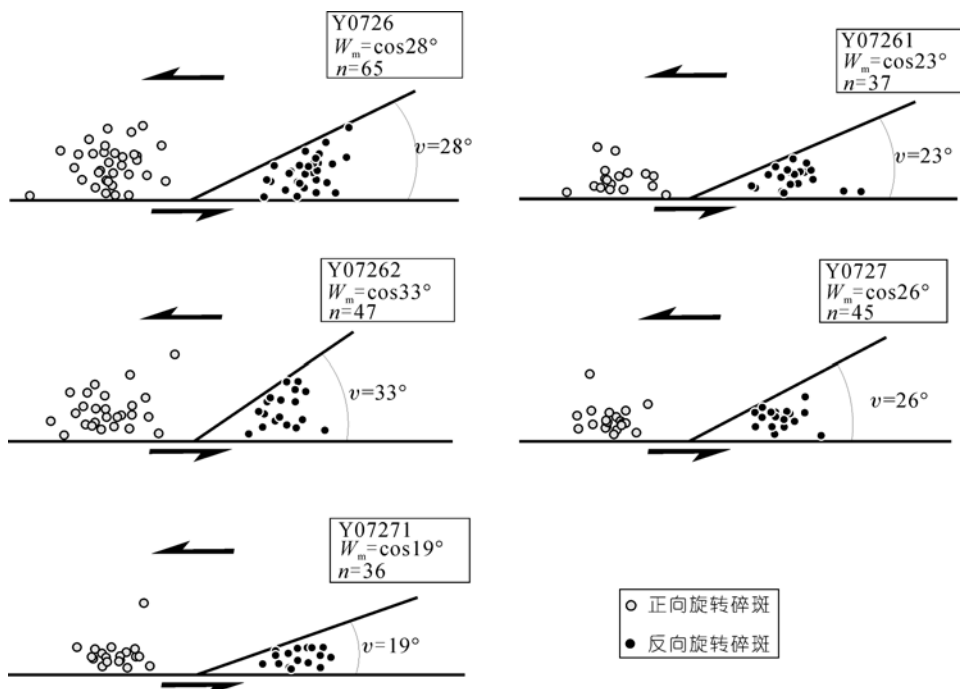 Y0726
Wm=cos28°
n=65
υ=28°
Y07261
Wm=cos23°
n=37
υ=23°
Y07262
Wm=cos33°
n=47
υ=33°
Y0727
Wm=cos26°
n=45
υ=26°
Y07271
Wm=cos19°
n=36
υ=19°
正向旋转碎斑
反向旋转碎斑